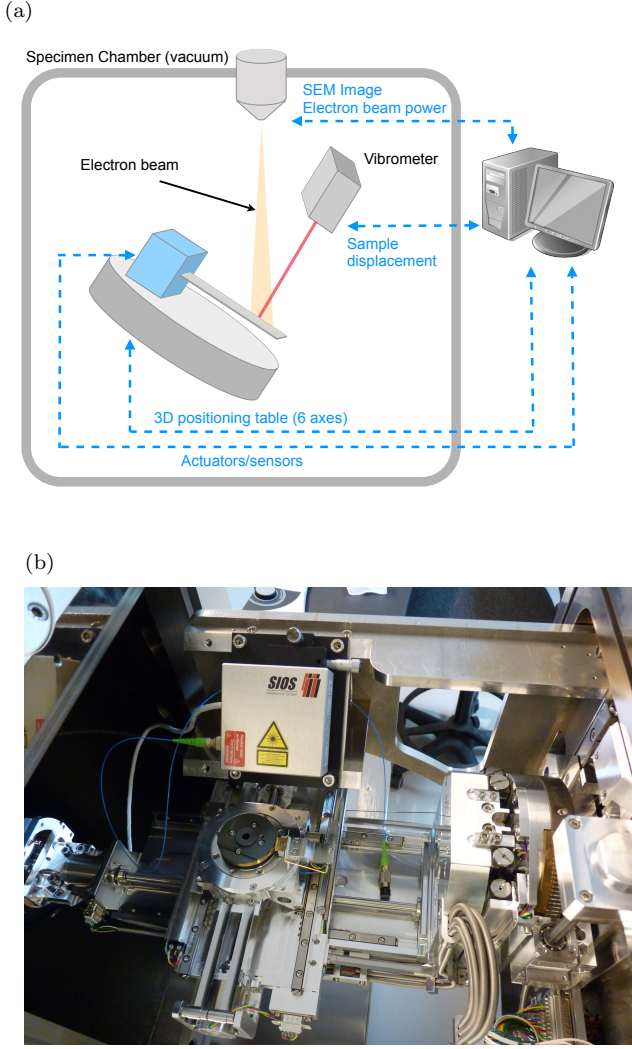 (a)
Specimen Chamber (vacuum)
SEM Image
Electron beam power
Electron beam
Vibrometer
Sample
displacement
3D positioning table (6 axes)
Actuators/sensors
(b)
SIOS